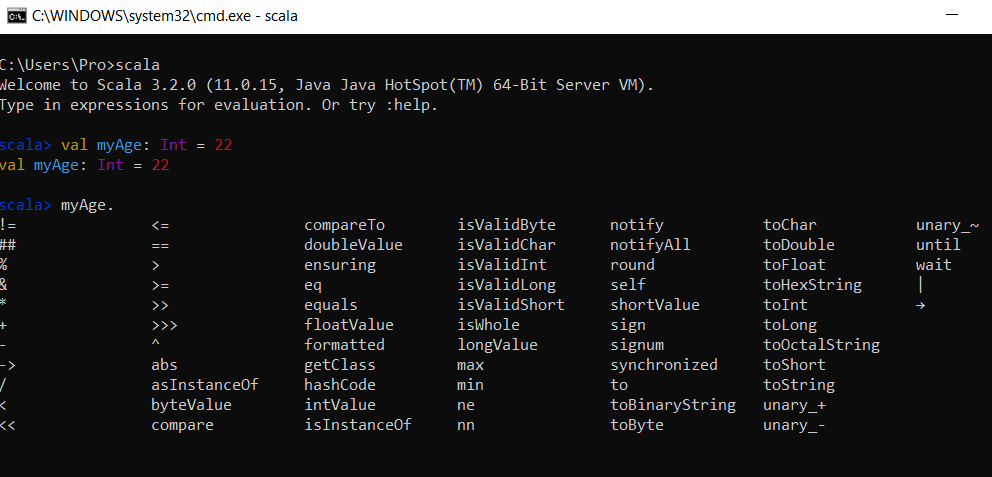 C:\WINDOWS\system32\cmd.exe - scala
C:\Users\Pro>scala
Welcome to Scala 3.2.0 (11.0.15, Java Java HotSpot(TM) 64-Bit Server VM).
Type in expressions for evaluation. Or try :help.
scala> val myAge: Int = 22
val myAge: Int = 22
scala> myAge.
!= <= compareTo isValidByte notify toChar unary_~
## == doubleValue isValidChar notifyAll toDouble until
% > ensuring isValidInt round toFloat wait
& >= eq isValidLong self toHexString |
* >> equals isValidShort shortValue toInt →
+ >>> floatValue isWhole sign toLong
- ^ formatted longValue signum toOctalString
-> abs getClass max synchronized toShort
/ asInstanceOf hashCode min to toString
< byteValue intValue ne toBinaryString unary_+
<< compare isInstanceOf nn toByte unary_-